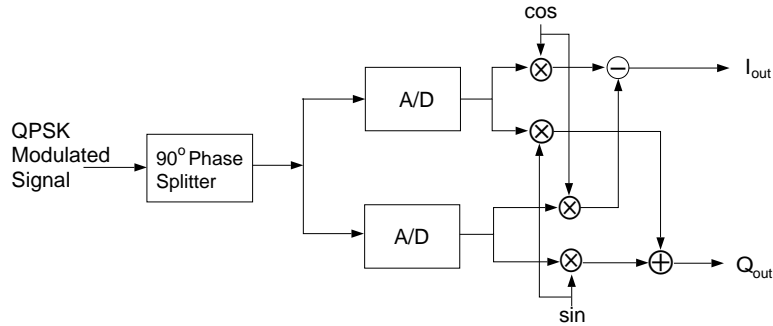 cos
A/D
I_out
QPSK
Modulated
Signal
90° Phase
Splitter
A/D
Q_out
sin